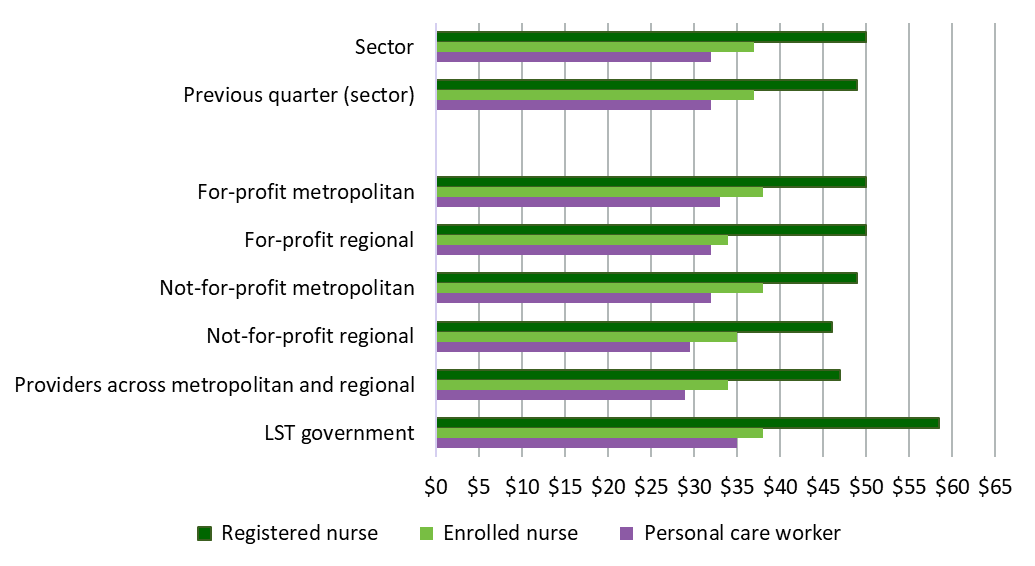 Sector
Previous quarter (sector)
For-profit metropolitan
For-profit regional
Not-for-profit metropolitan
Not-for-profit regional
Providers across metropolitan and regional
LST government
$0 $5 $10 $15 $20 $25 $30 $35 $40 $45 $50 $55 $60 $65
Registered nurse Enrolled nurse Personal care worker